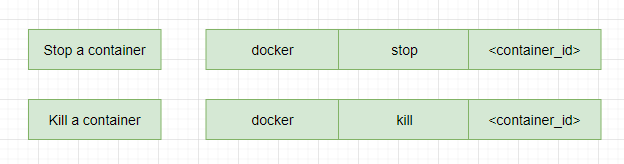 Stop a container docker stop <container_id>
Kill a container docker kill <container_id>